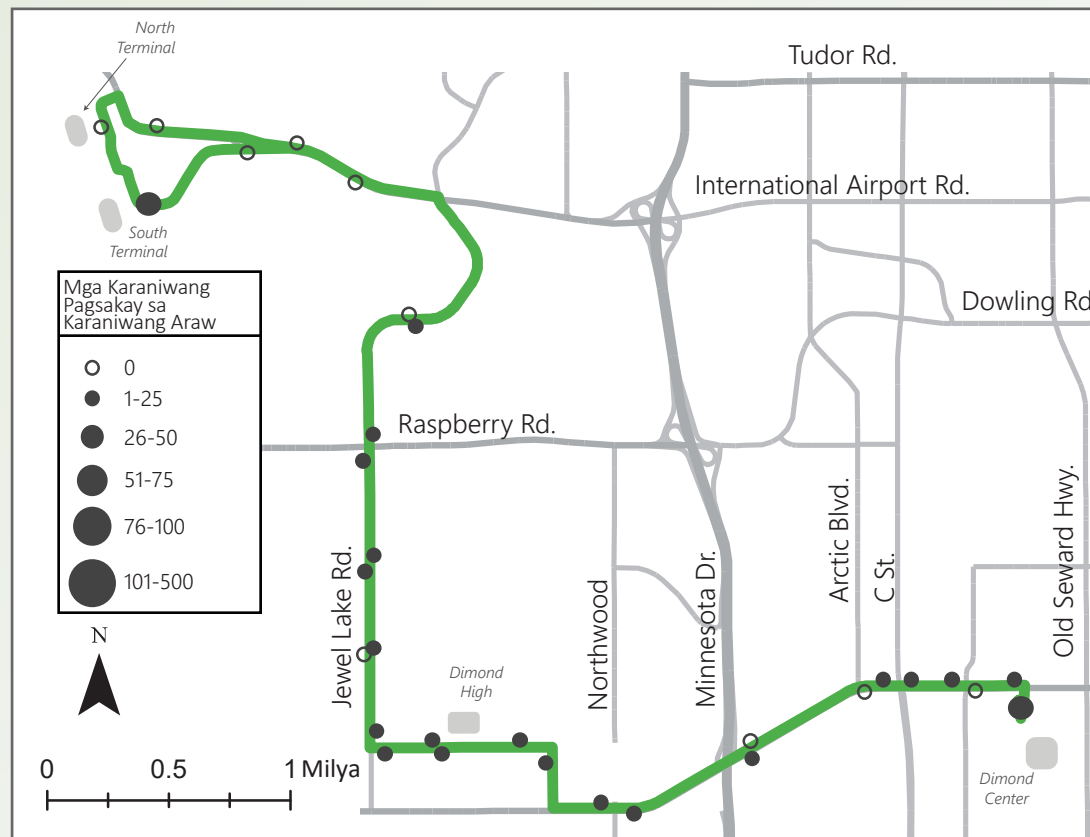 North
Terminal
Tudor Rd.
International Airport Rd.
South
Terminal
Mga Karaniwang
Pagsakay sa
Karaniwang Araw
0
1-25
26-50
51-75
76-100
101-500
Dowling Rd
Raspberry Rd.
Jewel Lake Rd.
Northwood
Minnesota Dr.
Arctic Blvd.
C St.
Old Seward Hwy.
N
Dimond
High
0 0.5 1 Milya
Dimond
Center